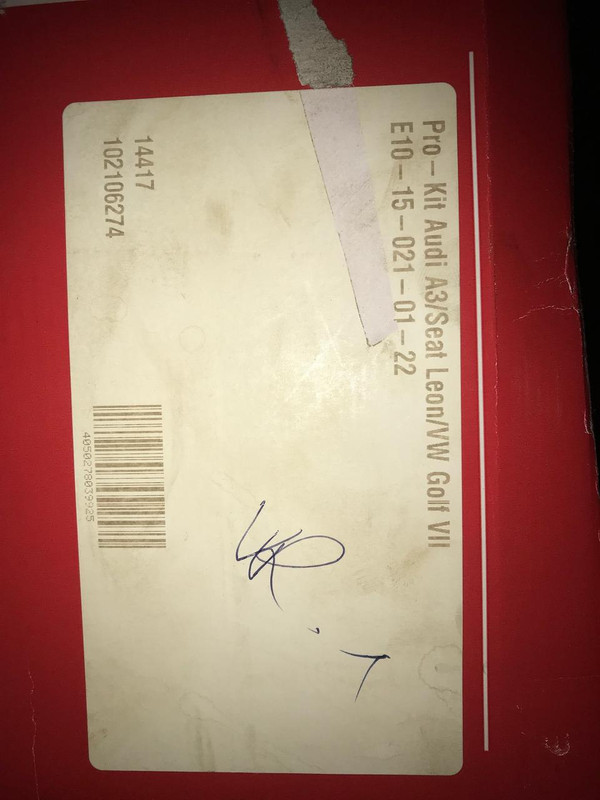 Pro–Kit Audi A3/Seat Leon/VW Golf VII
E10–15–021–01–22
14417
102106274